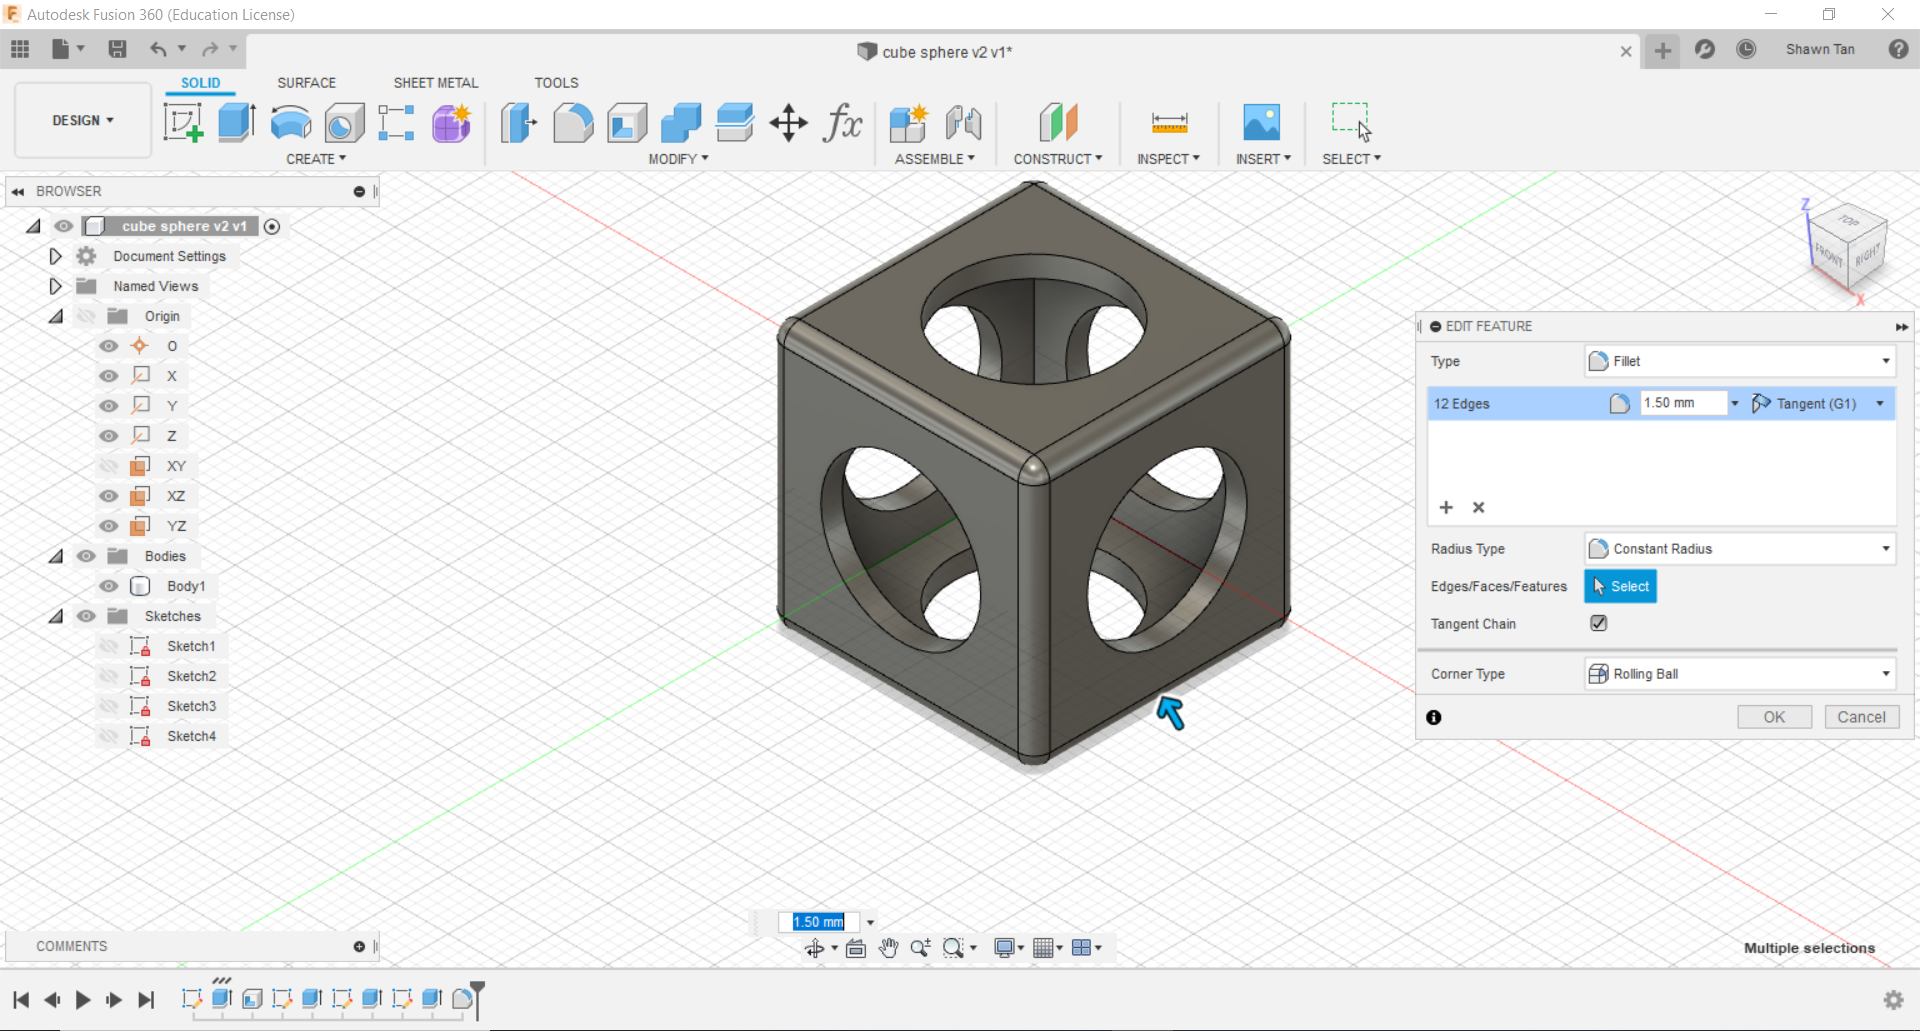 Autodesk Fusion 360 (Education License)
cube sphere v2 v1*
Shawn Tan
SOLID
SURFACE
SHEET METAL
TOOLS
DESIGN
CREATE
MODIFY
ASSEMBLE
CONSTRUCT
INSPECT
INSERT
SELECT
BROWSER
cube sphere v2 v1
Document Settings
Named Views
Origin
O
X
Y
Z
XY
XZ
YZ
Bodies
Body1
Sketches
Sketch1
Sketch2
Sketch3
Sketch4
Z
TOP
FRONT
RIGHT
X
EDIT FEATURE
Type
Fillet
12 Edges
1.50 mm
Tangent (G1)
Radius Type
Constant Radius
Edges/Faces/Features
Select
Tangent Chain
Corner Type
Rolling Ball
OK
Cancel
1.50 mm
COMMENTS
Multiple selections